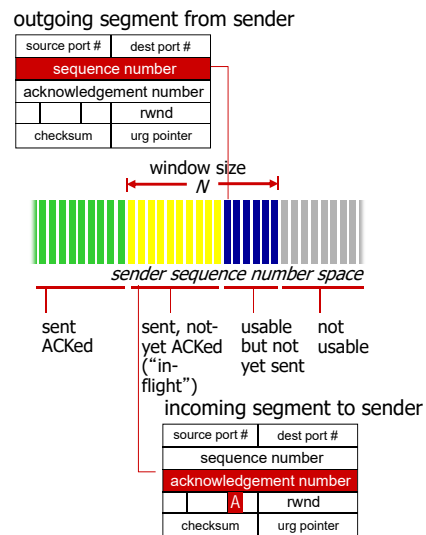 outgoing segment from sender
source port # dest port #
sequence number
acknowledgement number
rwnd
checksum urg pointer
window size
N
sender sequence number space
sent
ACKed
sent, not-
yet ACKed
(“in-
flight”)
usable
but not
yet sent
not
usable
incoming segment to sender
source port # dest port #
sequence number
acknowledgement number
A rwnd
checksum urg pointer